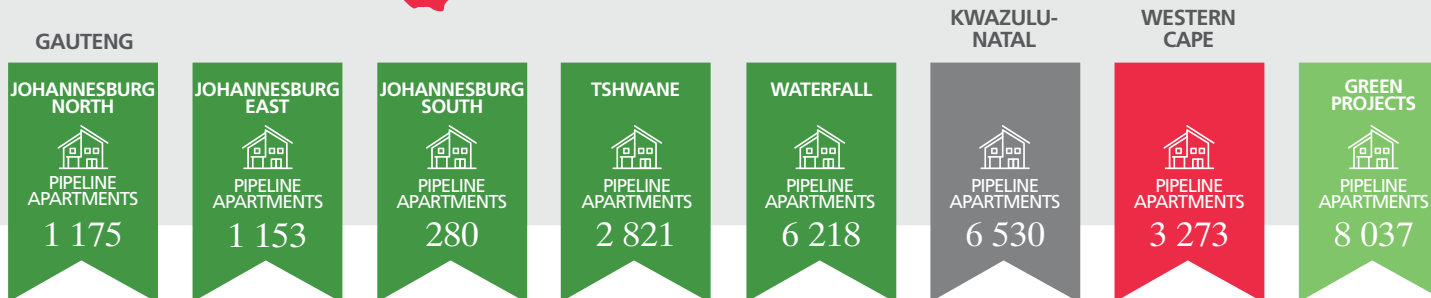 GAUTENG
JOHANNESBURG
NORTH
PIPELINE
APARTMENTS
1 175
JOHANNESBURG
EAST
PIPELINE
APARTMENTS
1 153
JOHANNESBURG
SOUTH
PIPELINE
APARTMENTS
280
TSHWANE
PIPELINE
APARTMENTS
2 821
WATERFALL
PIPELINE
APARTMENTS
6 218
KWAZULU-
NATAL
PIPELINE
APARTMENTS
6 530
WESTERN
CAPE
PIPELINE
APARTMENTS
3 273
GREEN
PROJECTS
PIPELINE
APARTMENTS
8 037